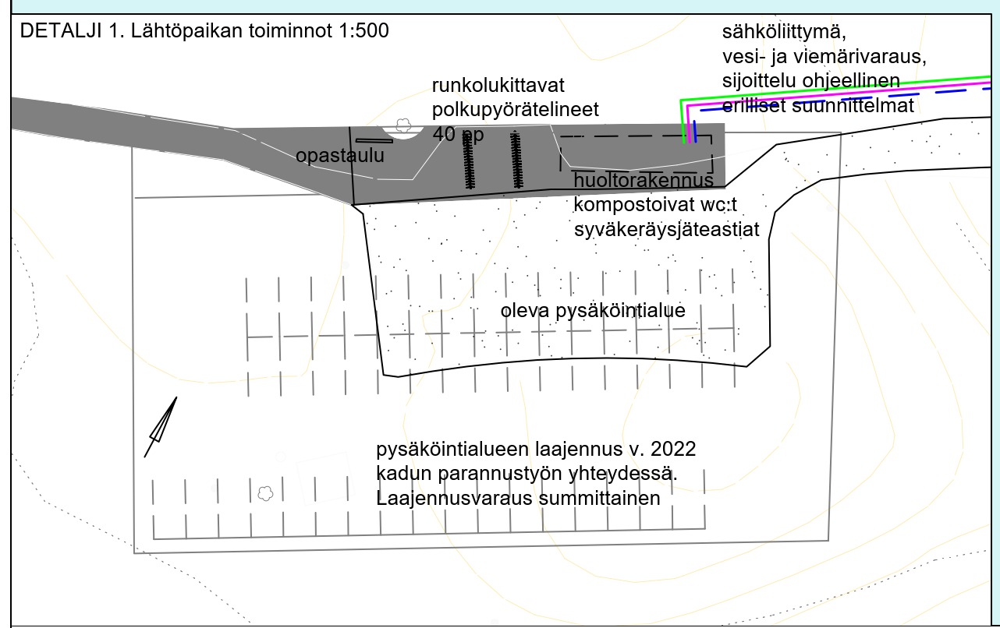 DETALJI 1. Lähtöpaikan toiminnot 1:500
sähköliittymä,
vesi- ja viemärivaraus,
sijoittelu ohjeellinen
erilliset suunnittelmat
runkolukittavat
polkupyörätelineet
40 pp
opastaulu
huoltorakennus
kompostoivat wc:t
syväkeräysjäteastiat
oleva pysäköintialue
pysäköintialueen laajennus v. 2022
kadun parannustyön yhteydessä.
Laajennusvaraus summittainen